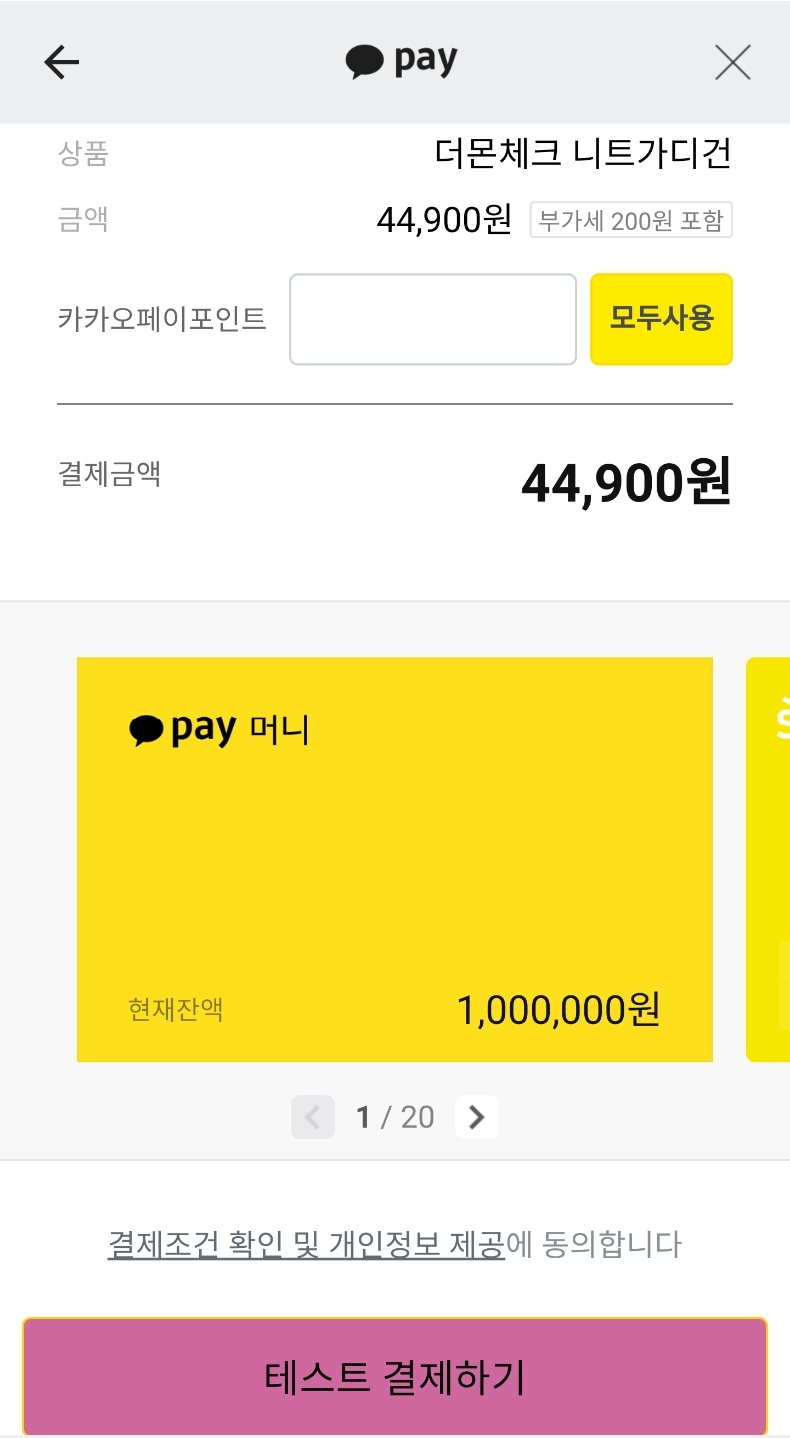 pay
상품 더몬체크 니트가디건
금액 44,900원 부가세 200원 포함
카카오페이포인트 모두사용
결제금액 44,900원
pay 머니
현재잔액 1,000,000원
1 / 20
결제조건 확인 및 개인정보 제공에 동의합니다
테스트 결제하기